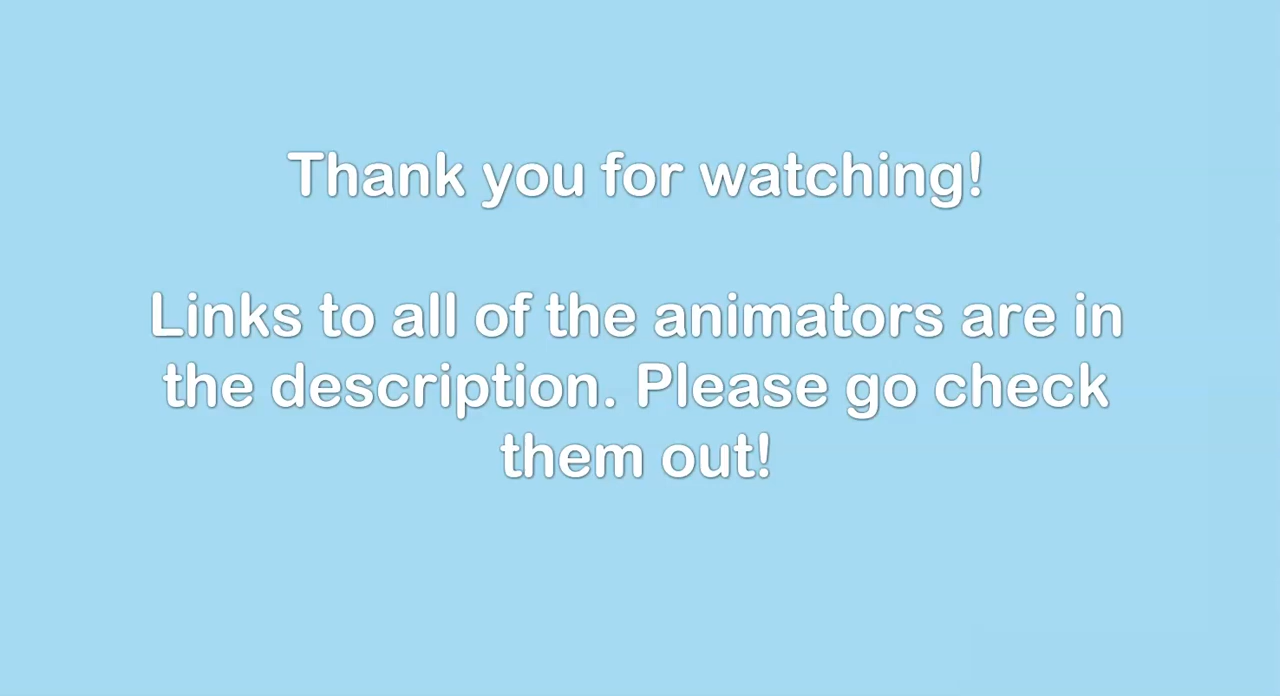 Thank you for watching!
Links to all of the animators are in
the description. Please go check
them out!